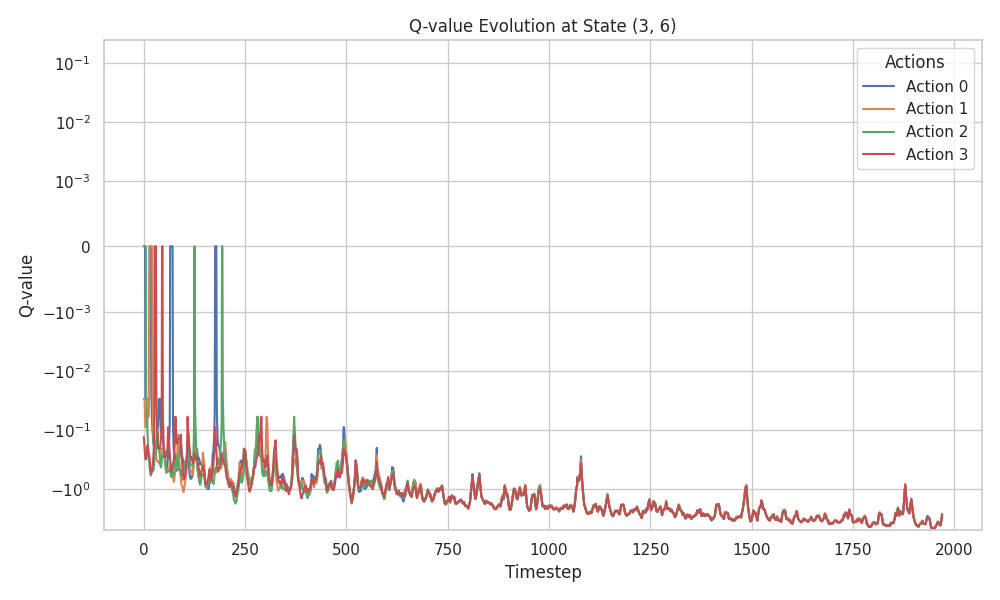 Q-value Evolution at State (3, 6)
Q-value
10⁻¹
10⁻²
10⁻³
0
−10⁻³
−10⁻²
−10⁻¹
−10⁰
Actions
Action 0
Action 1
Action 2
Action 3
0 250 500 750 1000 1250 1500 1750 2000
Timestep